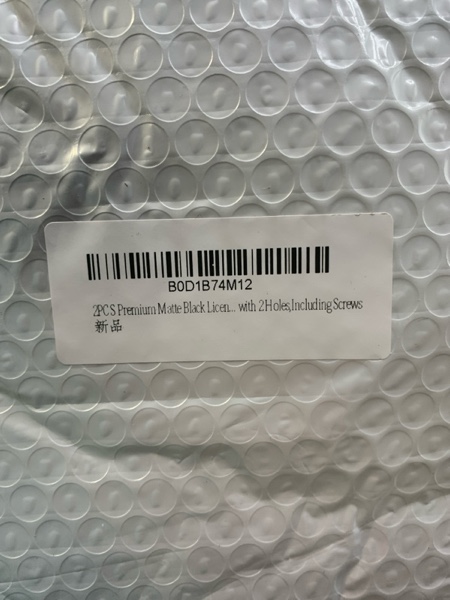 B0D1B74M12
2PCS Premium Matte Black Licen... with 2 Holes,Including Screws
新品